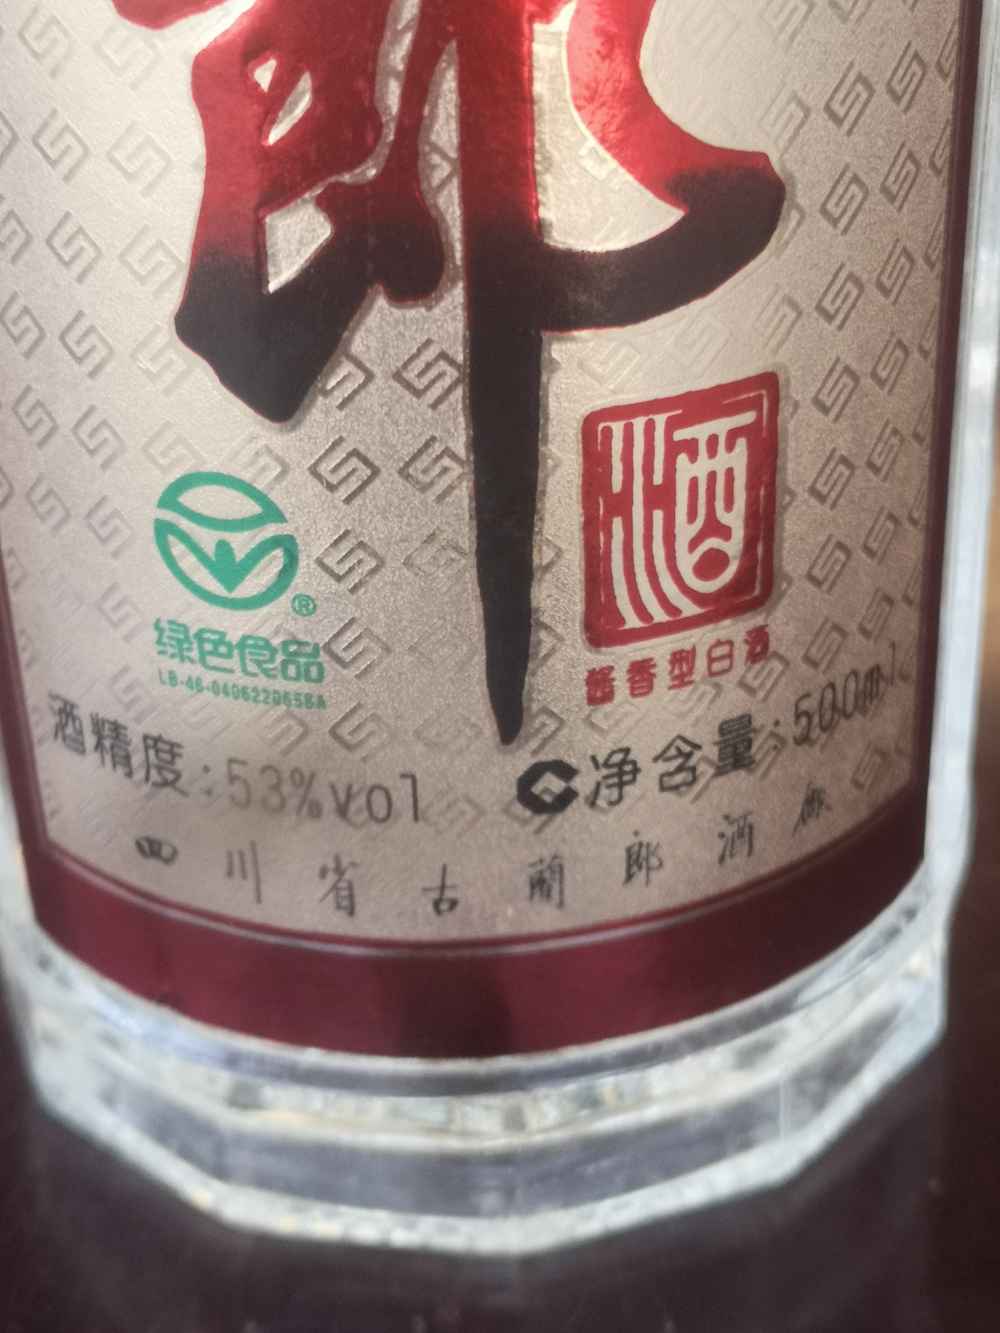 郎
酒
绿色食品
LB-46-0406220658A
酱香型白酒
酒精度:53%vol
C净含量:500ml
四川省古蔺郎酒厂